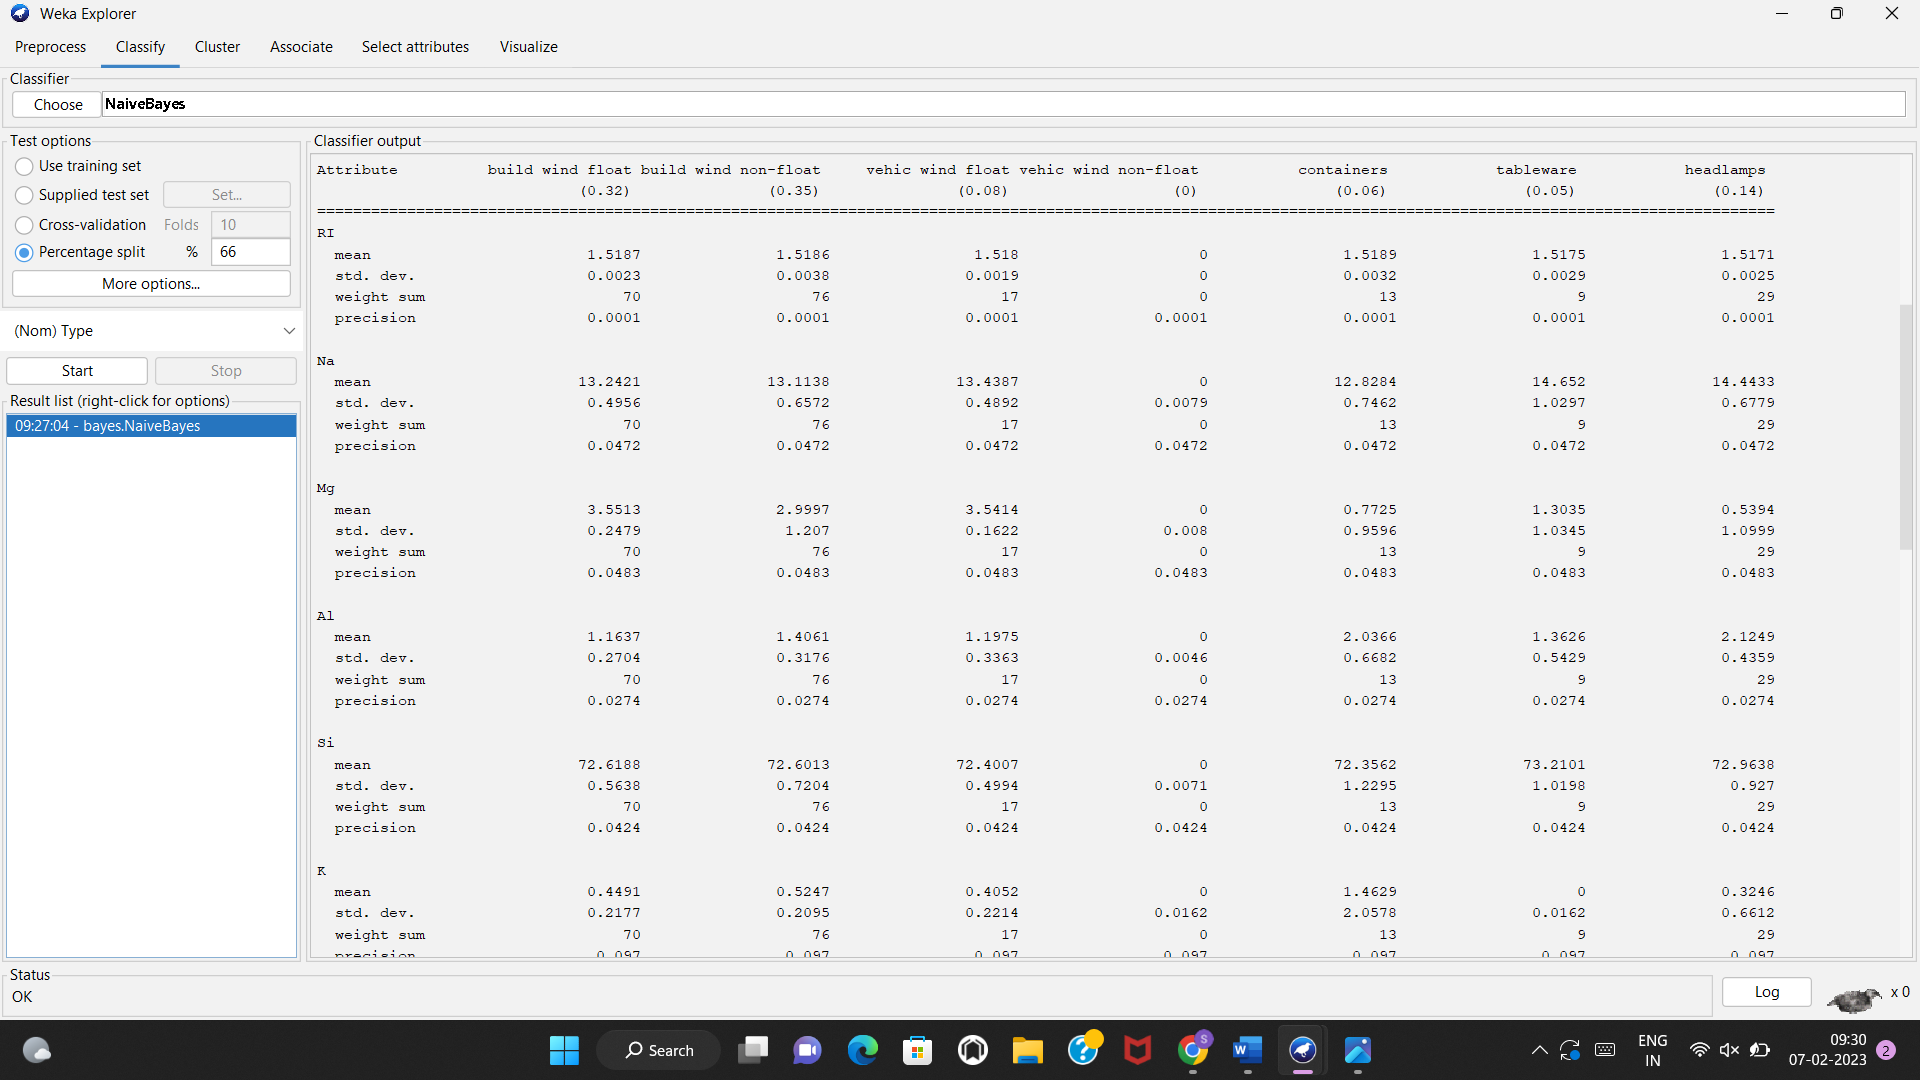 Weka Explorer
Preprocess Classify Cluster Associate Select attributes Visualize
Classifier
Choose NaiveBayes
Test options
Use training set
Supplied test set Set...
Cross-validation Folds 10
Percentage split % 66
More options...
(Nom) Type
Start Stop
Result list (right-click for options)
09:27:04 - bayes.NaiveBayes
Classifier output
Attribute build wind float build wind non-float vehic wind float vehic wind non-float containers tableware headlamps
(0.32) (0.35) (0.08) (0) (0.06) (0.05) (0.14)
RI
mean 1.5187 1.5186 1.518 0 1.5189 1.5175 1.5171
std. dev. 0.0023 0.0038 0.0019 0 0.0032 0.0029 0.0025
weight sum 70 76 17 0 13 9 29
precision 0.0001 0.0001 0.0001 0.0001 0.0001 0.0001 0.0001
Na
mean 13.2421 13.1138 13.4387 0 12.8284 14.652 14.4433
std. dev. 0.4956 0.6572 0.4892 0.0079 0.7462 1.0297 0.6779
weight sum 70 76 17 0 13 9 29
precision 0.0472 0.0472 0.0472 0.0472 0.0472 0.0472 0.0472
Mg
mean 3.5513 2.9997 3.5414 0 0.7725 1.3035 0.5394
std. dev. 0.2479 1.207 0.1622 0.008 0.9596 1.0345 1.0999
weight sum 70 76 17 0 13 9 29
precision 0.0483 0.0483 0.0483 0.0483 0.0483 0.0483 0.0483
Al
mean 1.1637 1.4061 1.1975 0 2.0366 1.3626 2.1249
std. dev. 0.2704 0.3176 0.3363 0.0046 0.6682 0.5429 0.4359
weight sum 70 76 17 0 13 9 29
precision 0.0274 0.0274 0.0274 0.0274 0.0274 0.0274 0.0274
Si
mean 72.6188 72.6013 72.4007 0 72.3562 73.2101 72.9638
std. dev. 0.5638 0.7204 0.4994 0.0071 1.2295 1.0198 0.927
weight sum 70 76 17 0 13 9 29
precision 0.0424 0.0424 0.0424 0.0424 0.0424 0.0424 0.0424
K
mean 0.4491 0.5247 0.4052 0 1.4629 0 0.3246
std. dev. 0.2177 0.2095 0.2214 0.0162 2.0578 0.0162 0.6612
weight sum 70 76 17 0 13 9 29
precision 0.097 0.097 0.097 0.097 0.097 0.097 0.097
Status
OK
Log x 0
Search
ENG
IN
09:30
07-02-2023
2